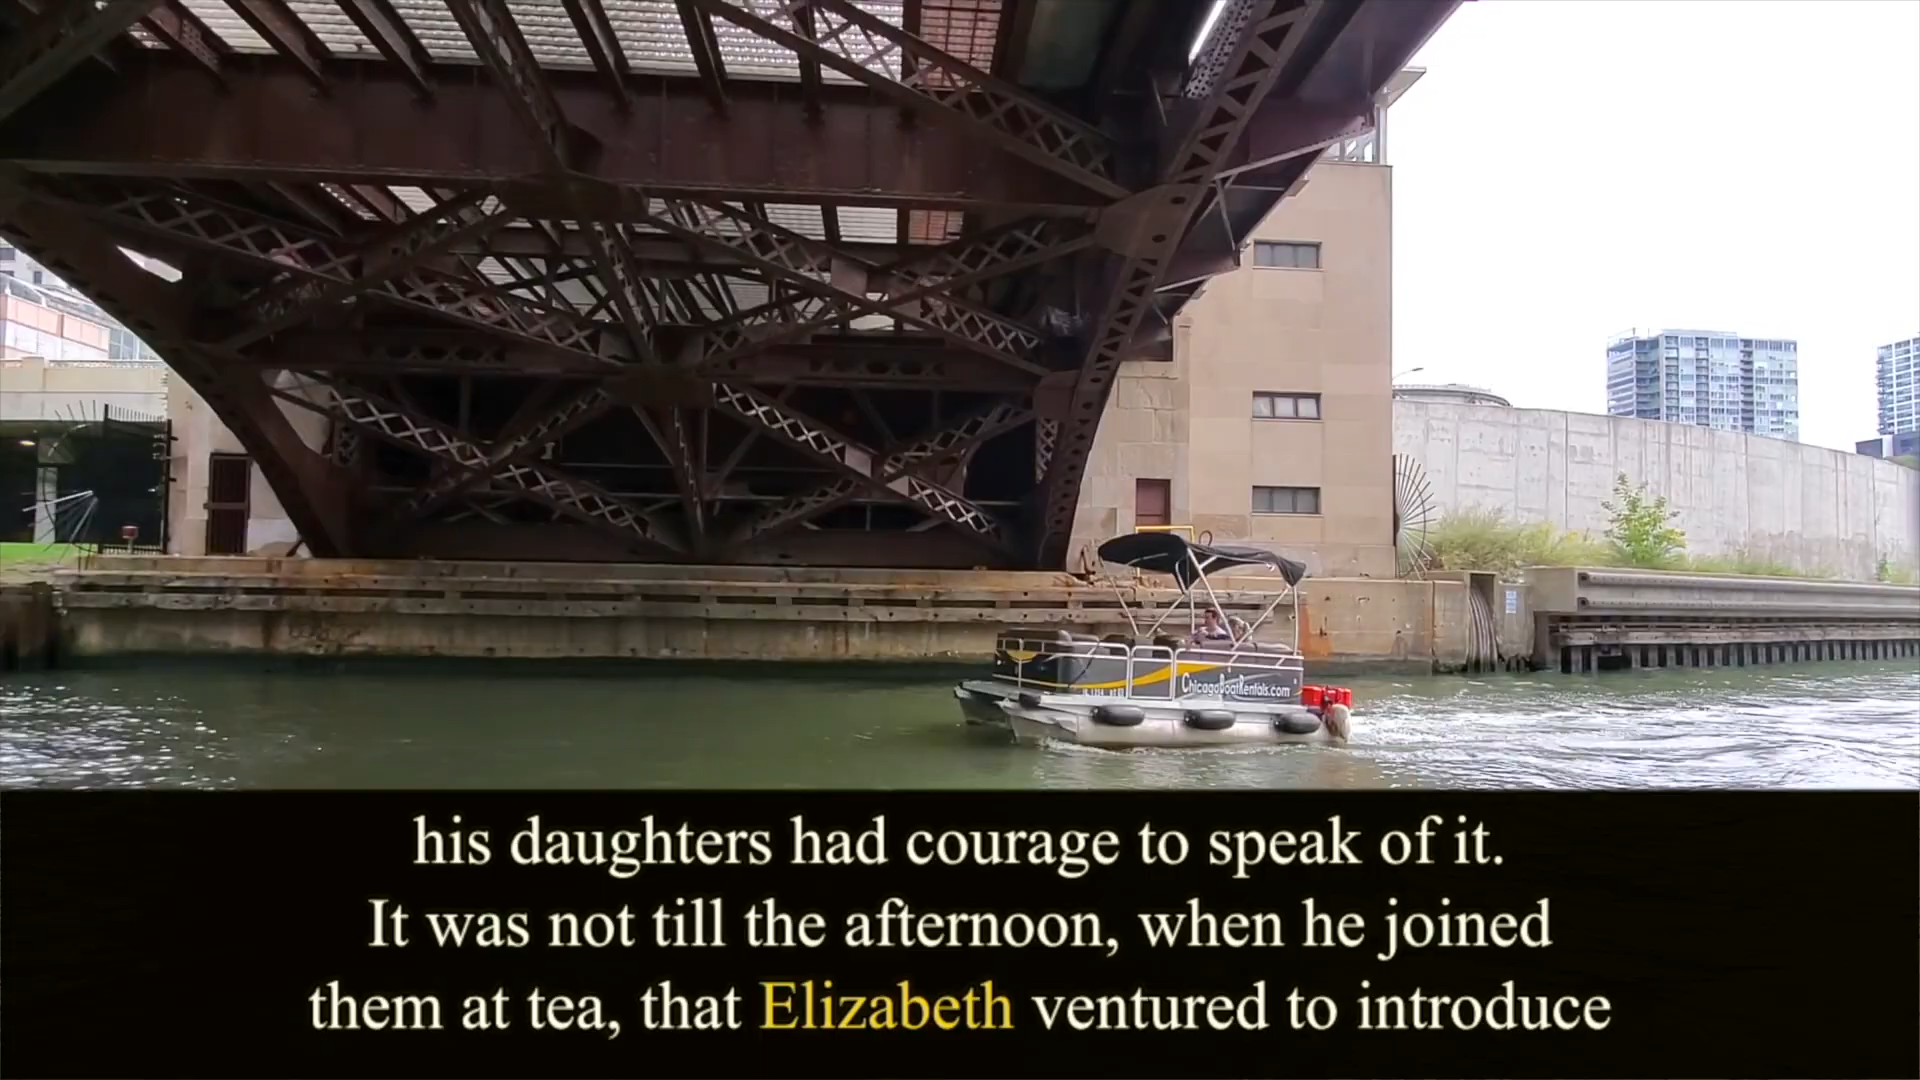 ChicagoBoatRentals.com
his daughters had courage to speak of it.
It was not till the afternoon, when he joined
them at tea, that Elizabeth ventured to introduce